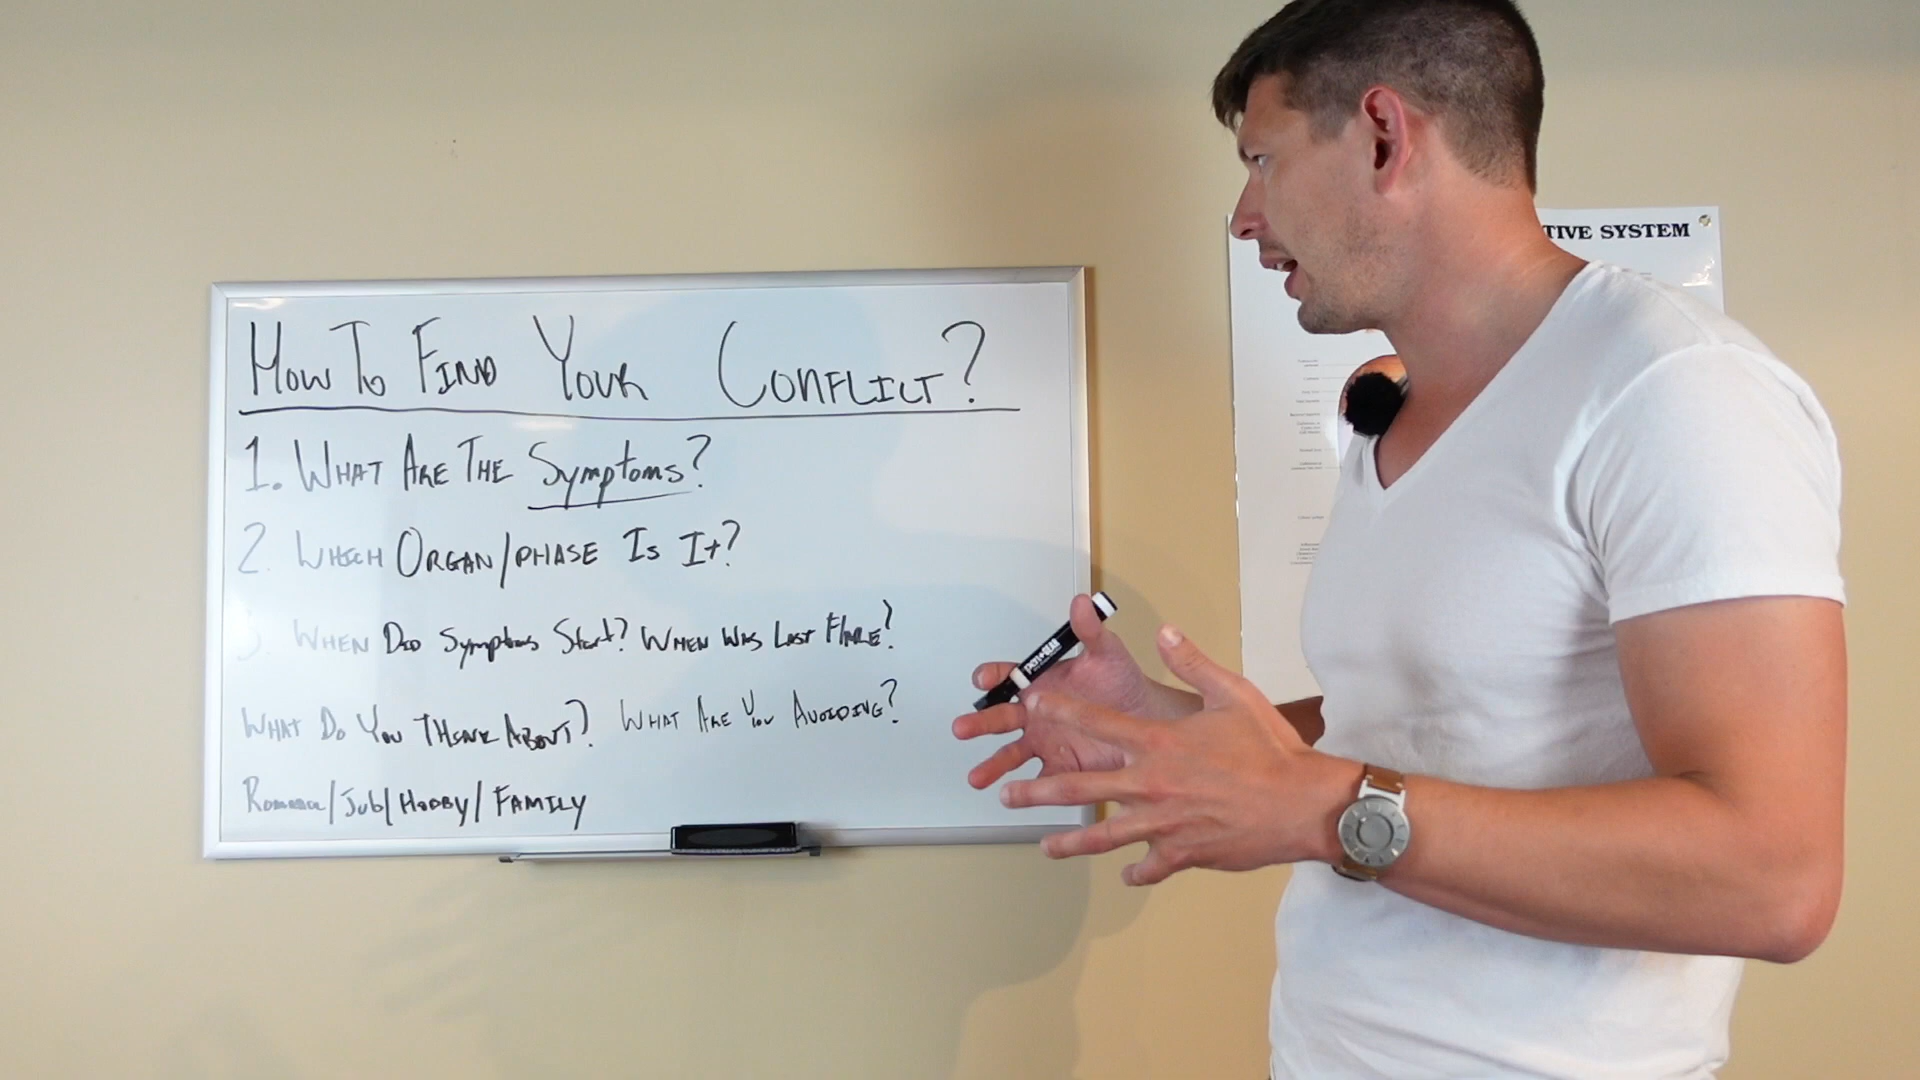 How To Find Your Conflict?
1. What Are The Symptoms?
2. Which Organ/phase Is It?
3. When Did Symptoms Start? When Was Last Flare?
What Do You Think About? What Are You Avoiding?
Romance/Job/Hobby/Family
TIVE SYSTEM